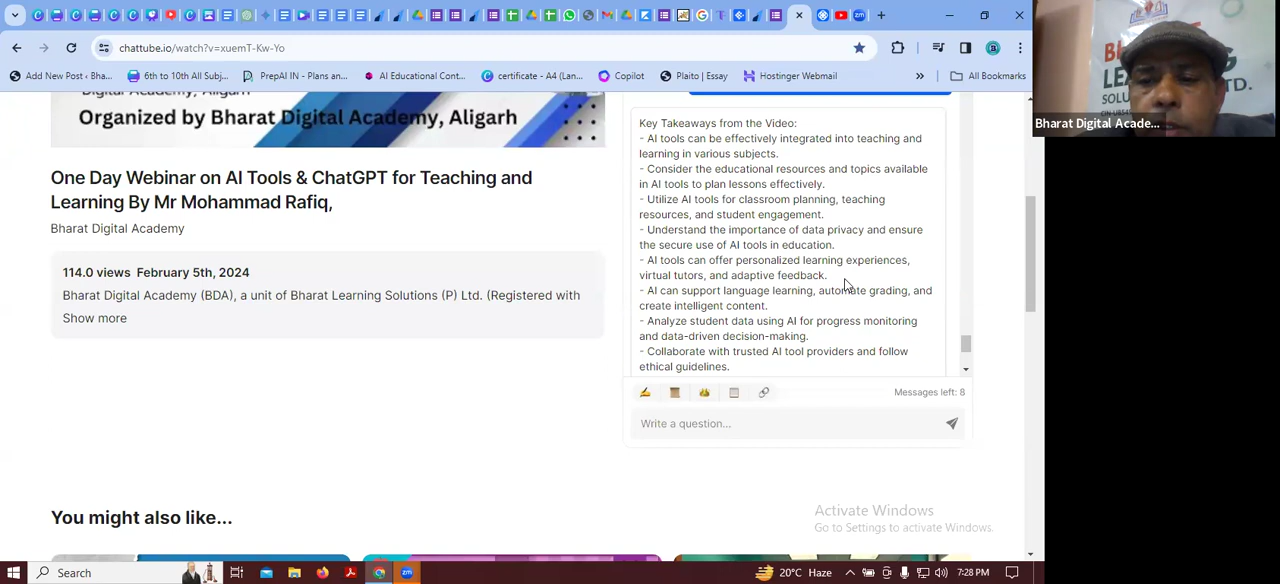 chattube.io/watch?v=xuemT-Kw-Yo
Add New Post ‹ Bha...
6th to 10th All Subj...
PrepAI IN - Plans an...
AI Educational Cont...
certificate - A4 (Lan...
Copilot
Plaito | Essay
Hostinger Webmail
»
All Bookmarks
Digital Academy, Aligarh
Organized by Bharat Digital Academy, Aligarh
One Day Webinar on AI Tools & ChatGPT for Teaching and
Learning By Mr Mohammad Rafiq,
Bharat Digital Academy
114.0 views February 5th, 2024
Bharat Digital Academy (BDA), a unit of Bharat Learning Solutions (P) Ltd. (Registered with
Show more
Key Takeaways from the Video:
- AI tools can be effectively integrated into teaching and
learning in various subjects.
- Consider the educational resources and topics available
in AI tools to plan lessons effectively.
- Utilize AI tools for classroom planning, teaching
resources, and student engagement.
- Understand the importance of data privacy and ensure
the secure use of AI tools in education.
- AI tools can offer personalized learning experiences,
virtual tutors, and adaptive feedback.
- AI can support language learning, automate grading, and
create intelligent content.
- Analyze student data using AI for progress monitoring
and data-driven decision-making.
- Collaborate with trusted AI tool providers and follow
ethical guidelines.
Messages left: 8
Write a question...
You might also like...
Activate Windows
Go to Settings to activate Windows.
Search
20°C Haze
7:28 PM
Bharat Digital Acade...